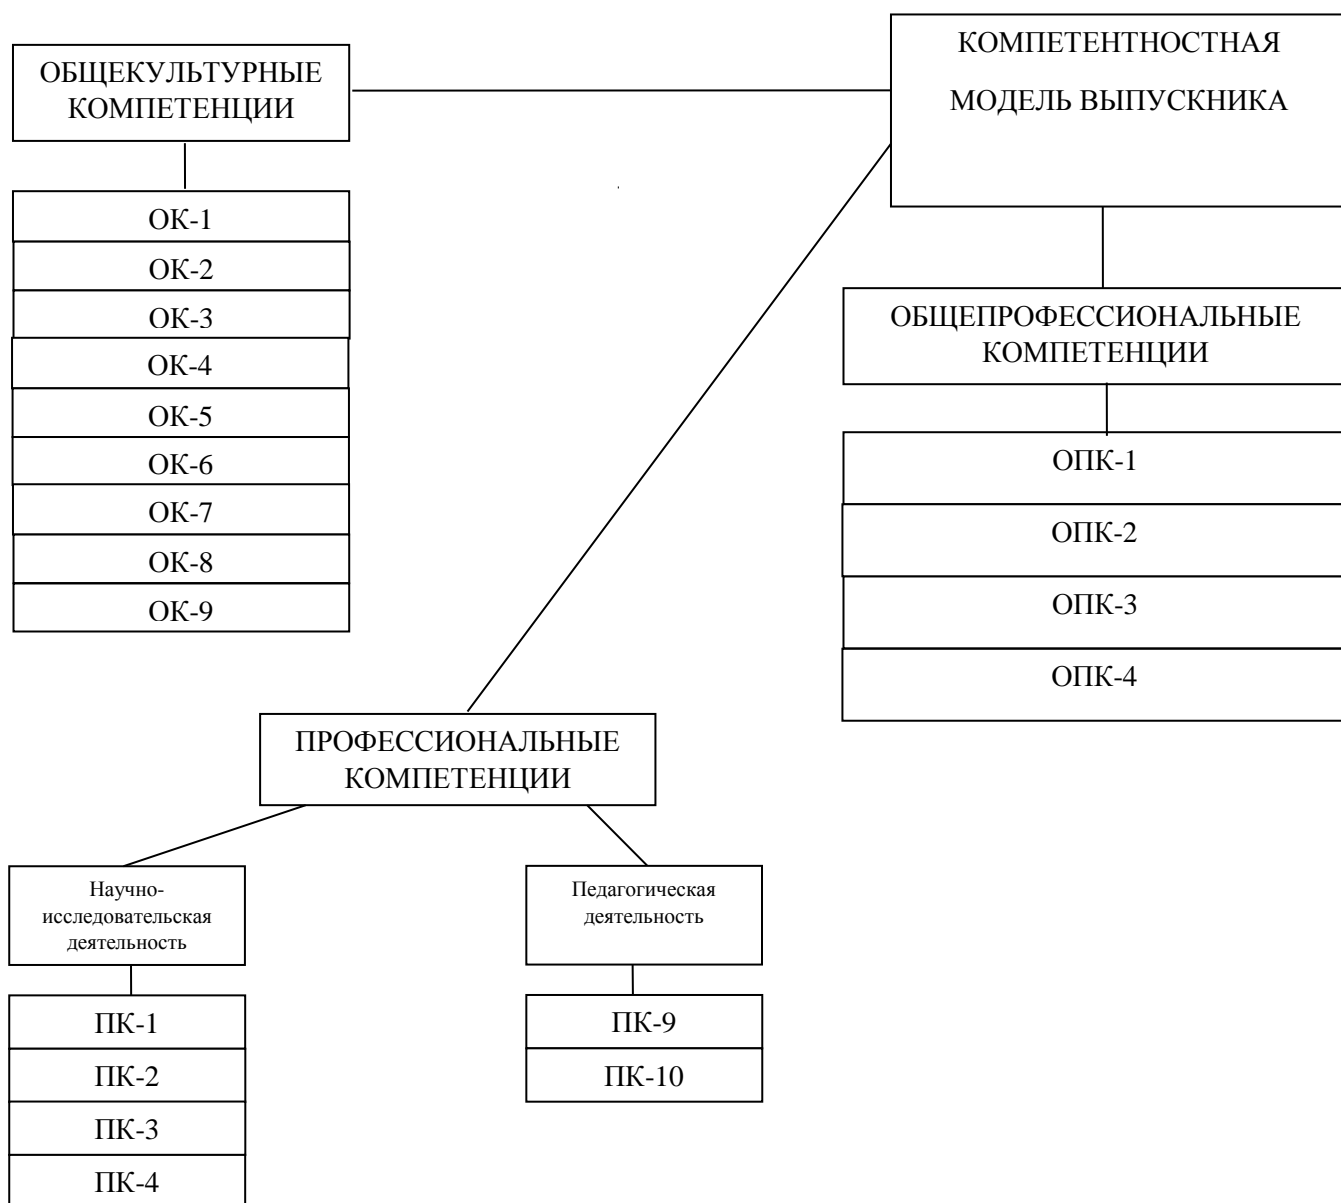 ОБЩЕКУЛЬТУРНЫЕ
КОМПЕТЕНЦИИ
КОМПЕТЕНТНОСТНАЯ
МОДЕЛЬ ВЫПУСКНИКА
ОК-1
ОК-2
ОК-3
ОК-4
ОК-5
ОК-6
ОК-7
ОК-8
ОК-9
ОБЩЕПРОФЕССИОНАЛЬНЫЕ
КОМПЕТЕНЦИИ
ОПК-1
ОПК-2
ОПК-3
ОПК-4
ПРОФЕССИОНАЛЬНЫЕ
КОМПЕТЕНЦИИ
Научно-
исследовательская
деятельность
ПК-1
ПК-2
ПК-3
ПК-4
Педагогическая
деятельность
ПК-9
ПК-10